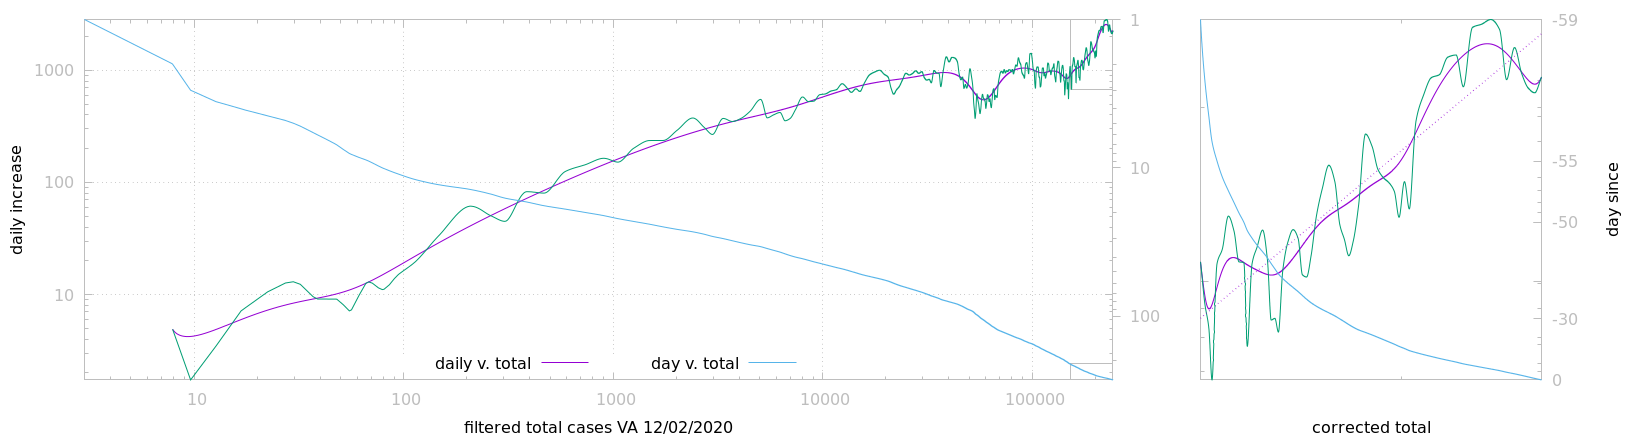 1000
100
10
daily increase
1
10
100
daily v. total
day v. total
10
100
1000
10000
100000
filtered total cases VA 12/02/2020
-59
-55
-50
-30
0
day since
corrected total